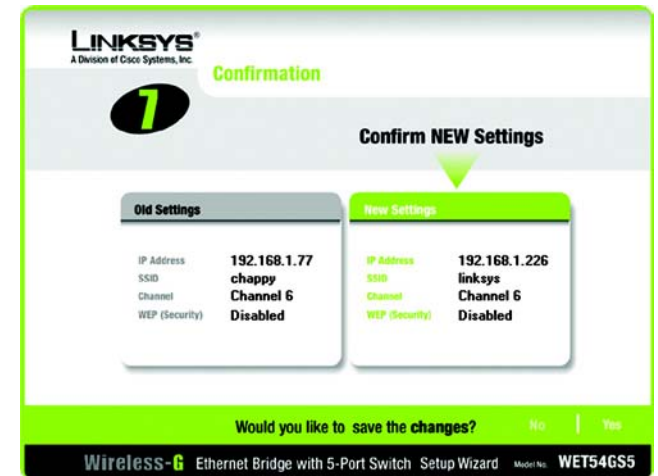 LINKSYS®
A Division of Cisco Systems, Inc.
Confirmation
7
Confirm NEW Settings
Old Settings
IP Address 192.168.1.77
SSID chappy
Channel Channel 6
WEP (Security) Disabled
New Settings
IP Address 192.168.1.226
SSID linksys
Channel Channel 6
WEP (Security) Disabled
Would you like to save the changes? No | Yes
Wireless-G Ethernet Bridge with 5-Port Switch Setup Wizard Model No. WET54GS5